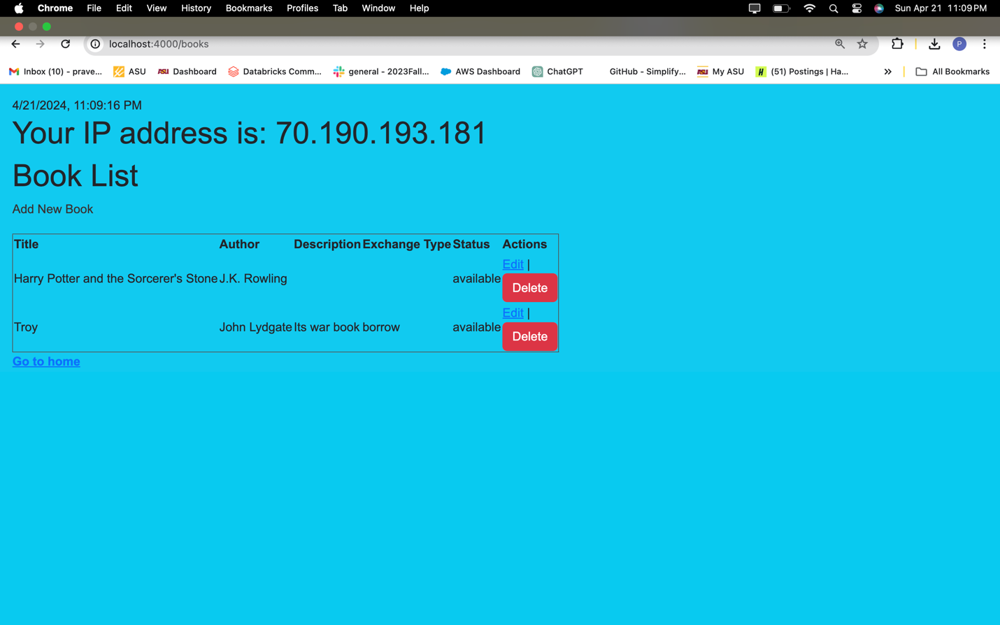 Chrome File Edit View History Bookmarks Profiles Tab Window Help Sun Apr 21 11:09 PM
localhost:4000/books P
Inbox (10) - prave... ASU ASU Dashboard Databricks Comm... general - 2023Fall... AWS Dashboard ChatGPT GitHub - Simplify... ASU My ASU H (51) Postings | Ha... » All Bookmarks
4/21/2024, 11:09:16 PM
Your IP address is: 70.190.193.181
Book List
Add New Book
Title Author Description Exchange Type Status Actions
Edit |
Harry Potter and the Sorcerer's Stone J.K. Rowling available
Delete
Edit |
Troy John Lydgate Its war book borrow available
Delete
Go to home